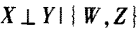 X ⊥ Y | { W, Z }